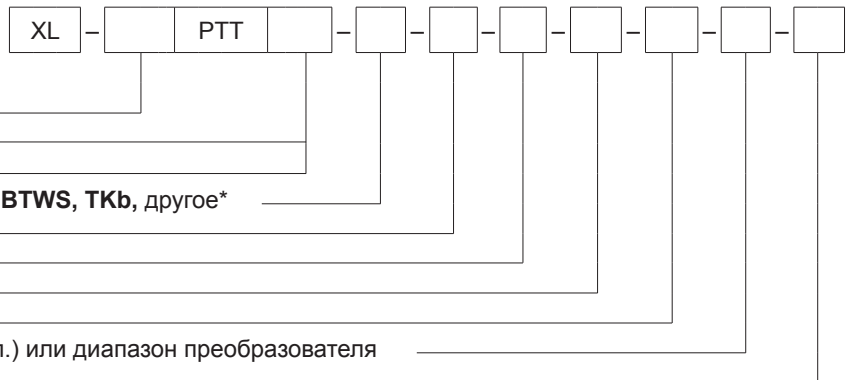 XL – PTT – – – – – – –
BTWS, TKb, другое*
.) или диапазон преобразователя